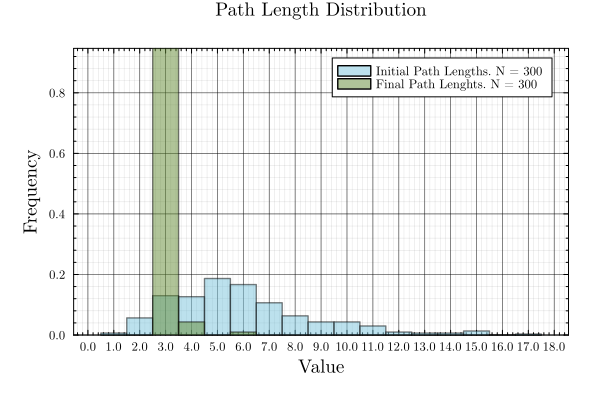 Path Length Distribution
Initial Path Lengths. N = 300
Final Path Lenghts. N = 300
Frequency
0.8
0.6
0.4
0.2
0.0
0.0 1.0 2.0 3.0 4.0 5.0 6.0 7.0 8.0 9.0 10.0 11.0 12.0 13.0 14.0 15.0 16.0 17.0 18.0
Value